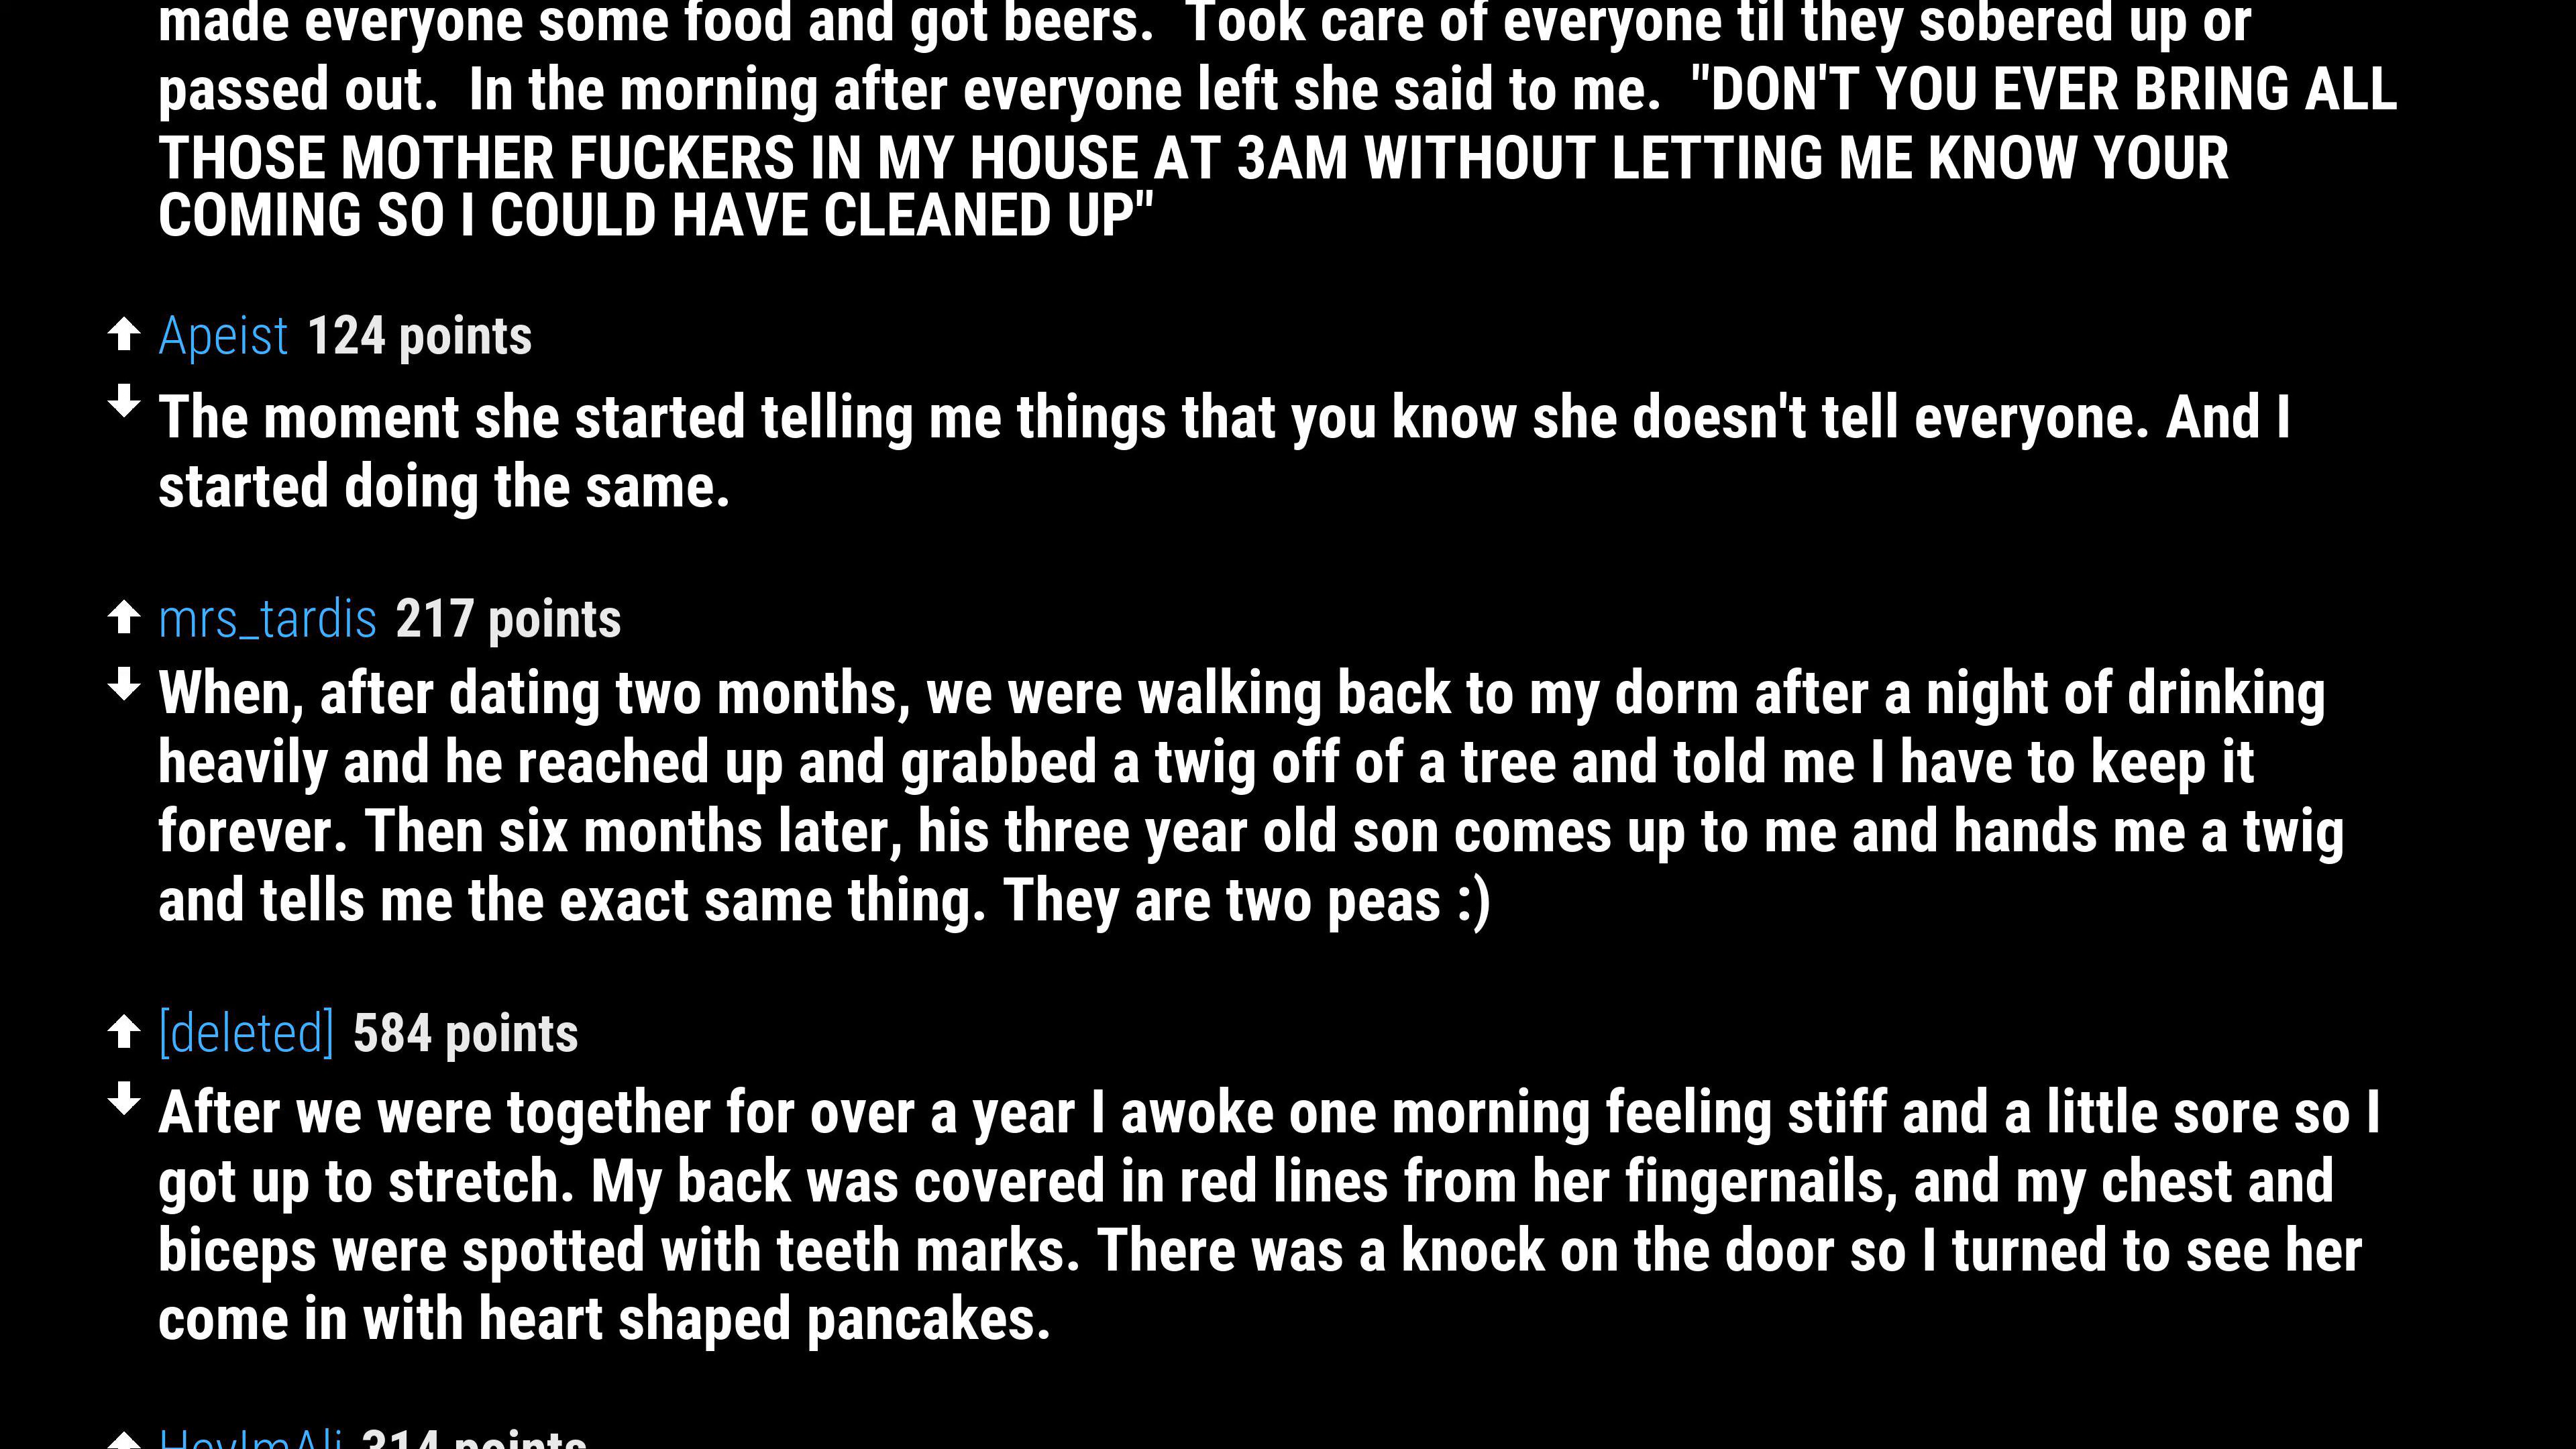 made everyone some food and got beers.  Took care of everyone til they sobered up or
passed out.  In the morning after everyone left she said to me.  "DON'T YOU EVER BRING ALL
THOSE MOTHER FUCKERS IN MY HOUSE AT 3AM WITHOUT LETTING ME KNOW YOUR
COMING SO I COULD HAVE CLEANED UP"
Apeist 124 points
The moment she started telling me things that you know she doesn't tell everyone. And I
started doing the same.
mrs_tardis 217 points
When, after dating two months, we were walking back to my dorm after a night of drinking
heavily and he reached up and grabbed a twig off of a tree and told me I have to keep it
forever. Then six months later, his three year old son comes up to me and hands me a twig
and tells me the exact same thing. They are two peas :)
[deleted] 584 points
After we were together for over a year I awoke one morning feeling stiff and a little sore so I
got up to stretch. My back was covered in red lines from her fingernails, and my chest and
biceps were spotted with teeth marks. There was a knock on the door so I turned to see her
come in with heart shaped pancakes.
HeyImAli 314 points